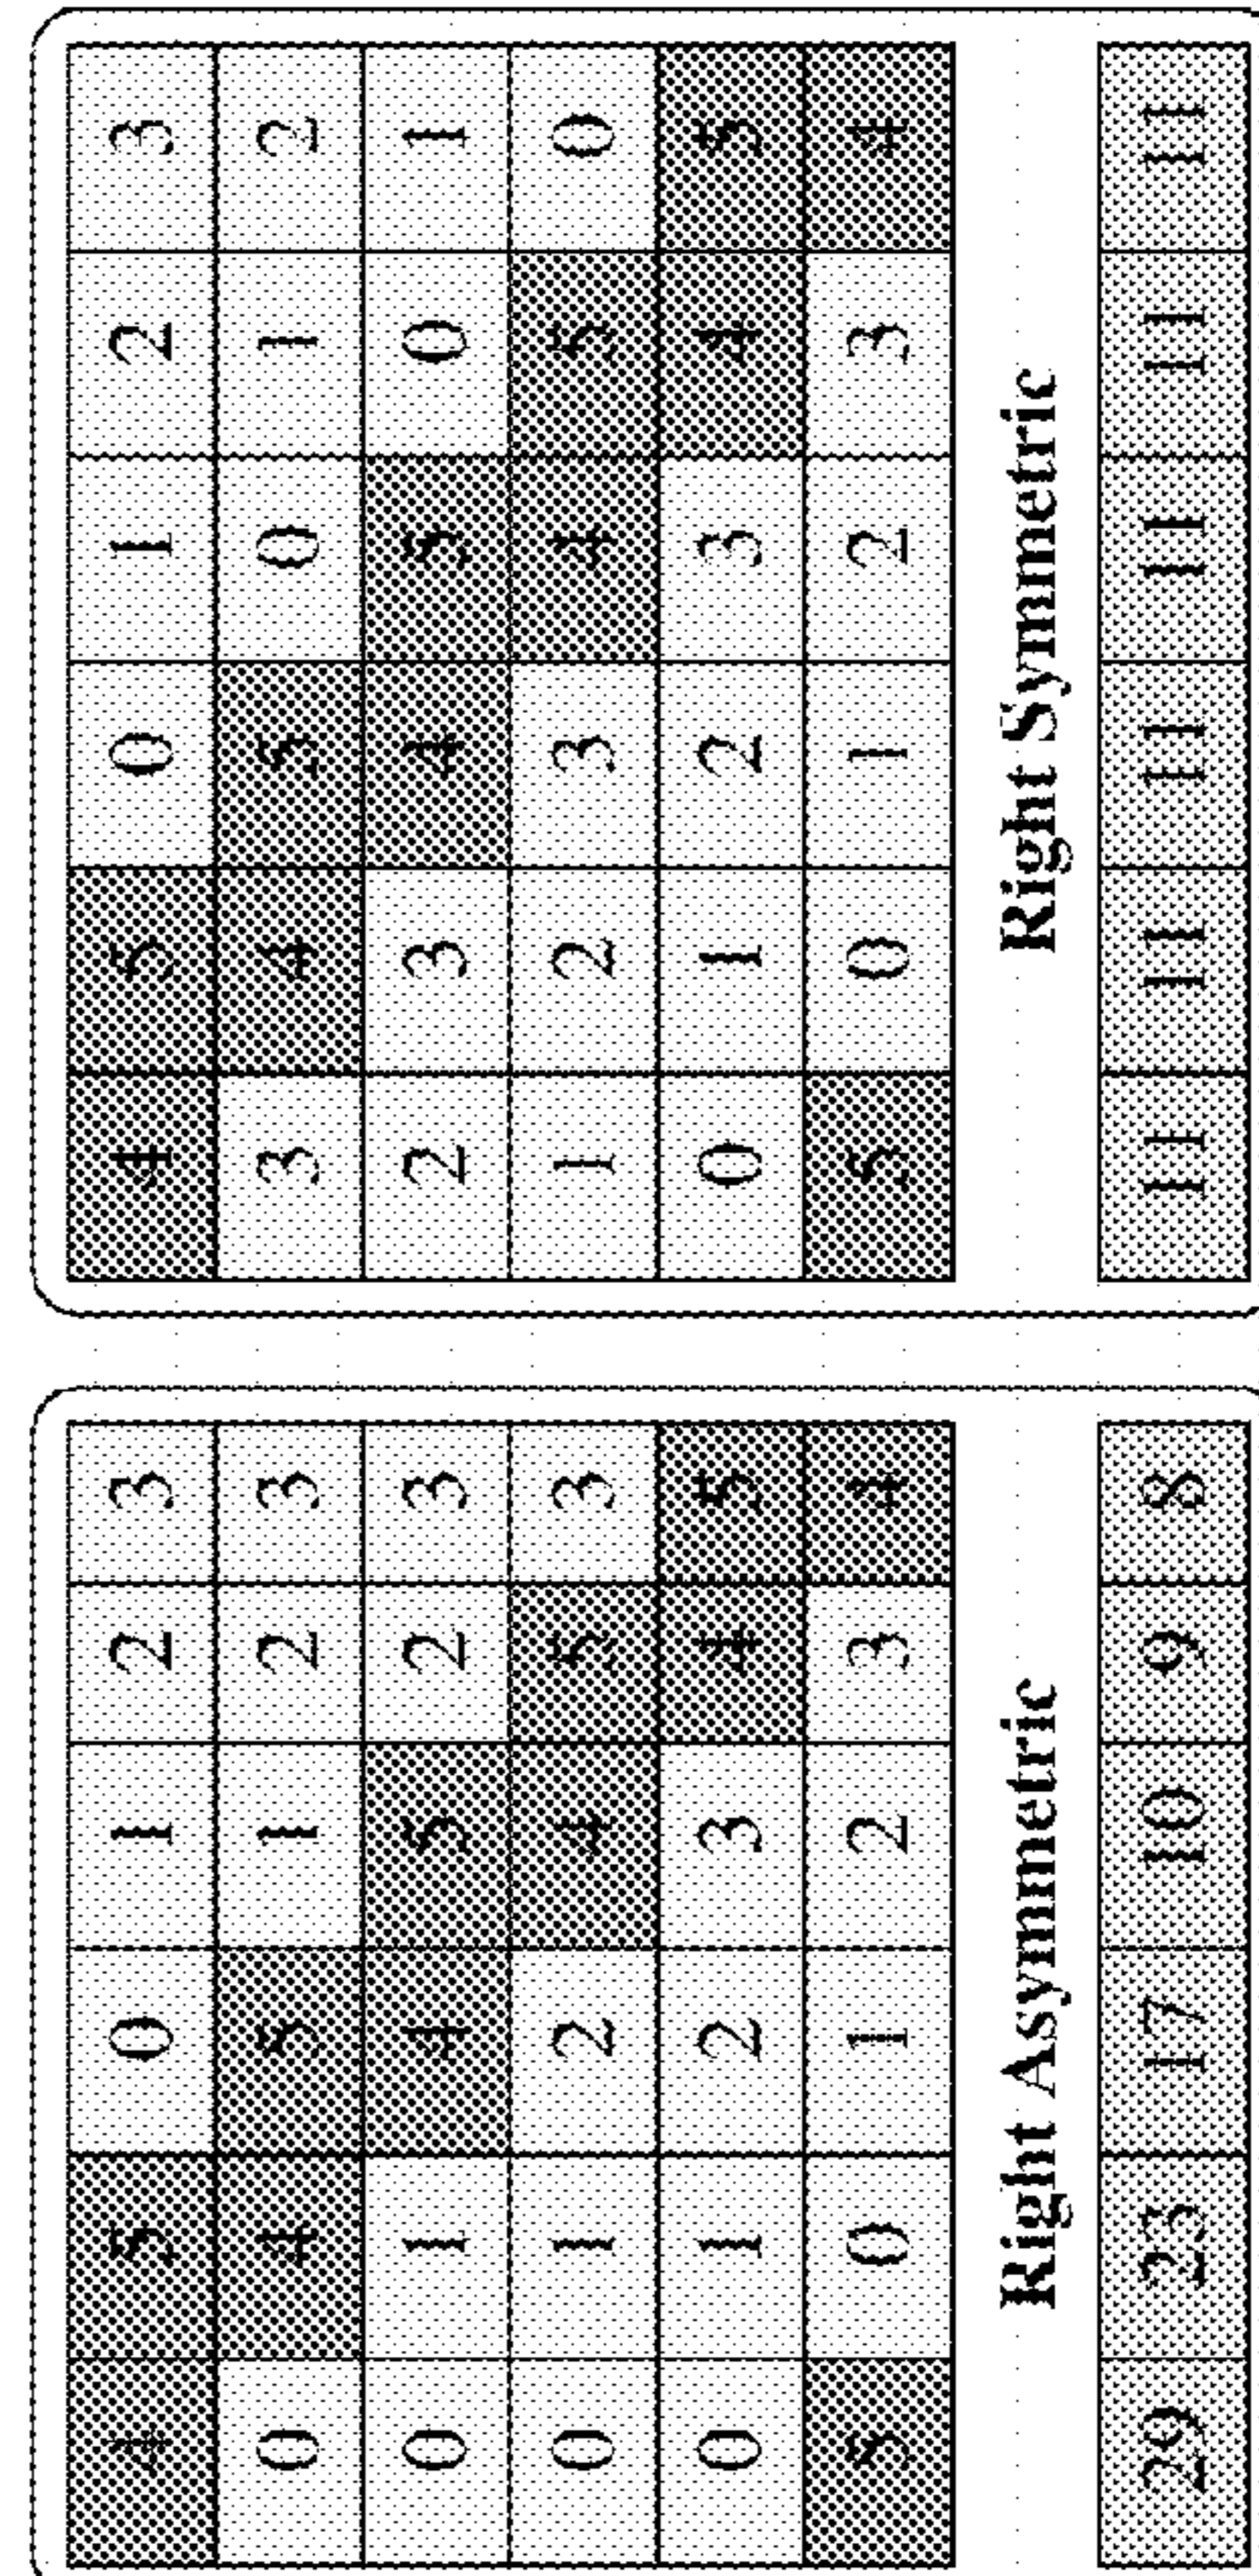 4 5 0 1 2 3
0 4 5 1 2 3
0 1 4 5 2 3
0 1 2 4 5 3
0 1 2 3 4 5
5 0 1 2 3 4
Right Asymmetric
29 23 17 10 9 8
4 5 0 1 2 3
3 4 5 0 1 2
2 3 4 5 0 1
1 2 3 4 5 0
0 1 2 3 4 5
5 0 1 2 3 4
Right Symmetric
11 11 11 11 11 11